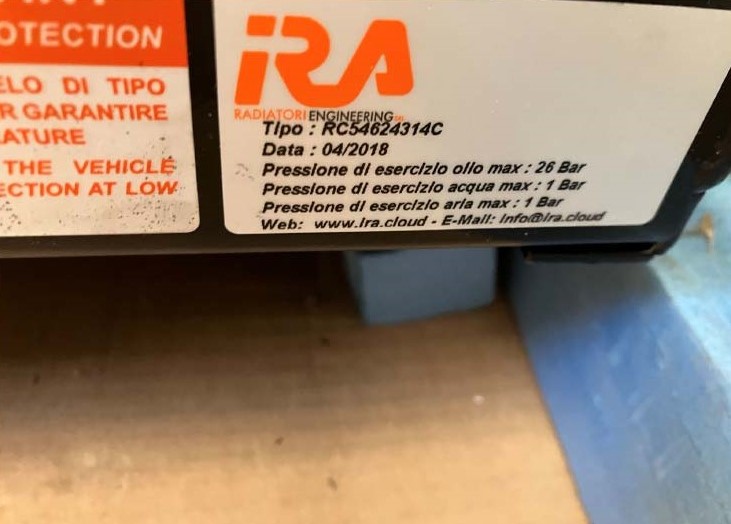 OTECTION
ELO DI TIPO
R GARANTIRE
ATURE
THE VEHICLE
ECTION AT LOW
iRA
RADIATORI ENGINEERING
Tipo : RC54624314C
Data : 04/2018
Pressione di esercizio olio max : 26 Bar
Pressione di esercizio acqua max : 1 Bar
Pressione di esercizio aria max : 1 Bar
Web: www.ira.cloud - E-Mail: info@ira.cloud